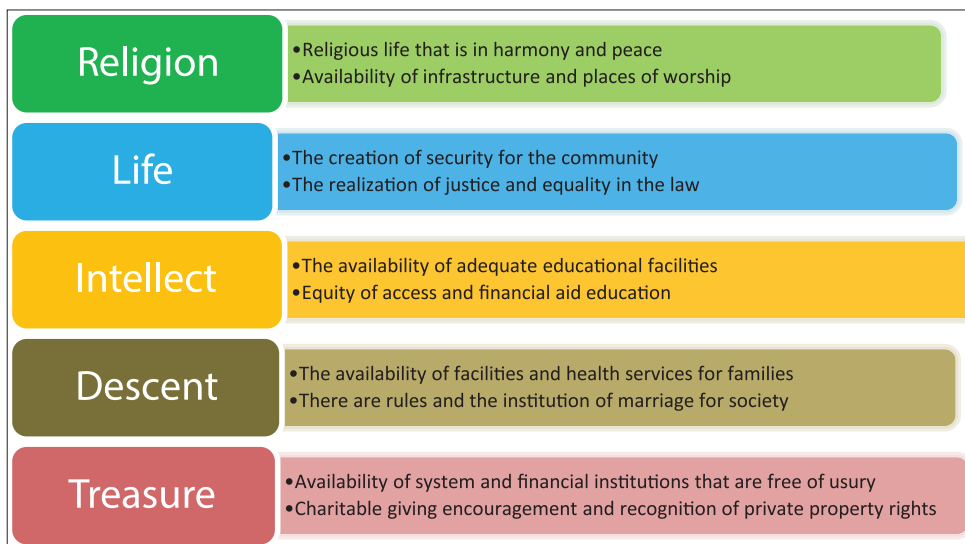 Religion
•Religious life that is in harmony and peace
•Availability of infrastructure and places of worship
Life
•The creation of security for the community
•The realization of justice and equality in the law
Intellect
•The availability of adequate educational facilities
•Equity of access and financial aid education
Descent
•The availability of facilities and health services for families
•There are rules and the institution of marriage for society
Treasure
•Availability of system and financial institutions that are free of usury
•Charitable giving encouragement and recognition of private property rights